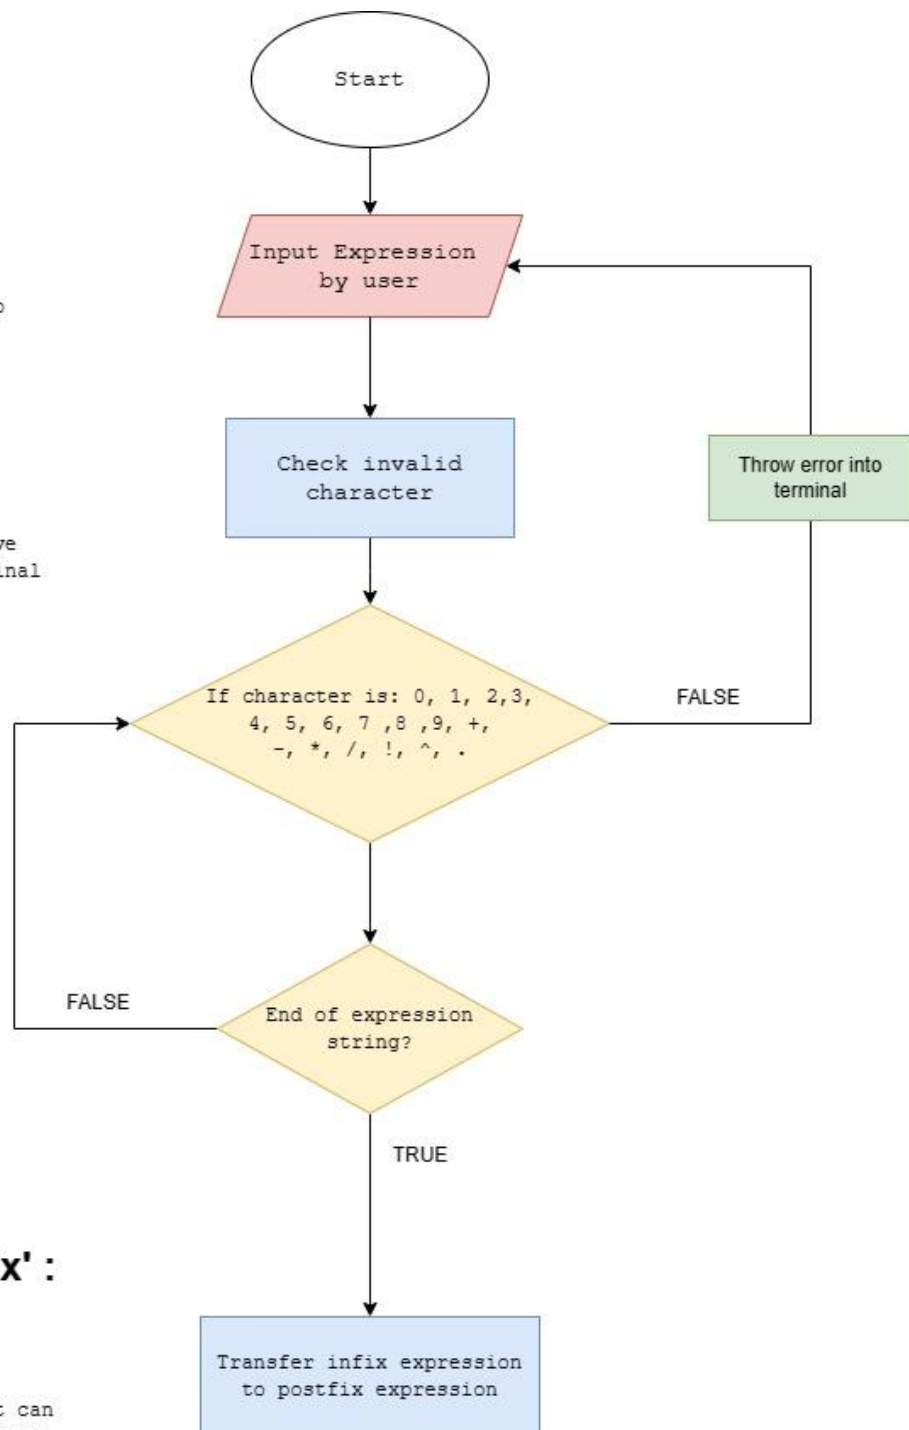 Start
Input Expression
by user
Check invalid
character
Throw error into
terminal
If character is: 0, 1, 2,3,
4, 5, 6, 7 ,8 ,9, +,
-, *, /, !, ^, .
FALSE
End of expression
string?
FALSE
TRUE
x' :
Transfer infix expression
to postfix expression
can